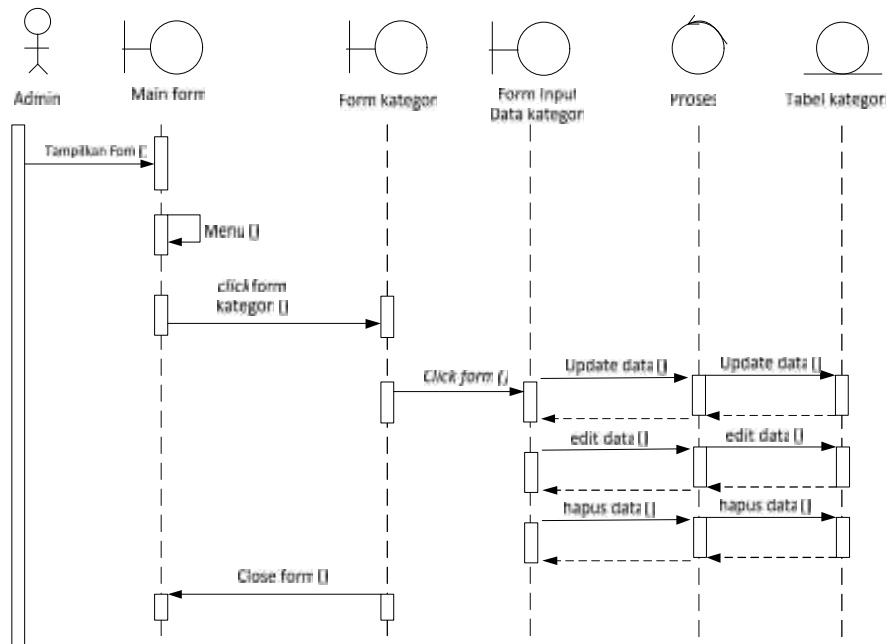 Admin
Main form
Form kategori
Form Input
Data kategori
Proses
Tabel kategori
Tampilkan Form ()
Menu ()
click form
kategori ()
Click form ()
Update data ()
Update data ()
edit data ()
edit data ()
hapus data ()
hapus data ()
Close form ()